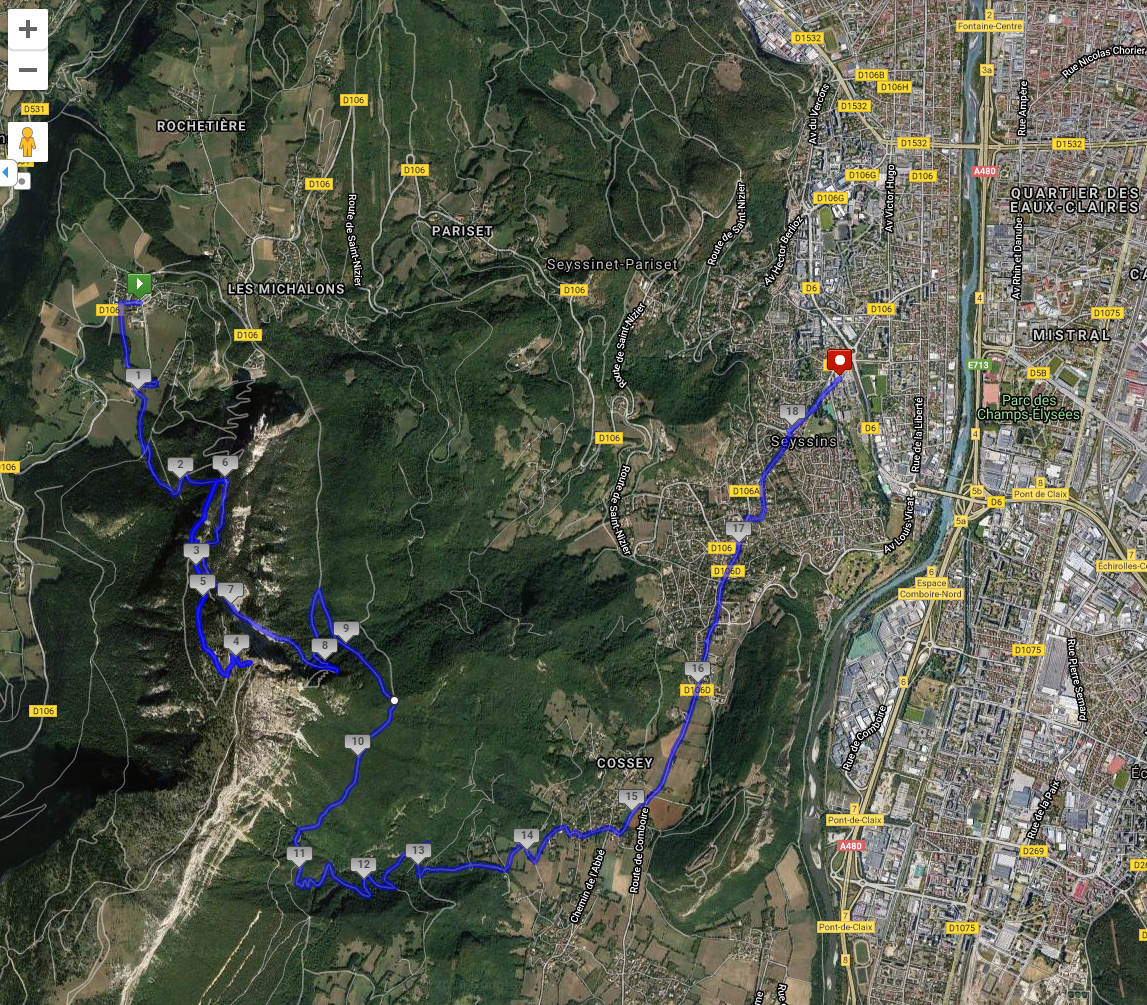 +
−
D531
D106
ROCHETIÈRE
D106
D106
D106
Route de Saint-Nizier
PARISET
LES MICHALONS
D106
D106
D106
D106
Seyssinet-Pariset
D106
Route de Saint-Nizier
Route de Saint-Nizier
Av Hector Berlioz
Route de Saint-Nizier
D106
D1532
D106B
D106H
D1532
Av du Vercors
D1532
D106G
D106
D106G
Av Victor Hugo
D6
D106
2
Fontaine-Centre
3a
Rue Nicolas Chorier
Rue Ampère
D1532
A480
QUARTIER DES
EAUX-CLAIRES
Av Rhin et Danube
4
D1075
MISTRAL
E713
D5B
Parc des
Champs-Élysées
4
D6
Rue de la Liberté
5b
D6
8
Pont de Claix
5a
Av Louis Vicat
7
Échirolles-Ce
6
Espace
Comboire-Nord
D1075
Rue Pierre Semard
6
Rue de Comboire
Rue de la Paix
7
Pont-de-Claix
A480
D269
7
Pont-de-Claix
8
D1075
Seyssins
D106A
D106
D106D
D106D
COSSEY
Chemin de l'Abbé
Route de Comboire
1
2
3
4
5
6
7
8
9
10
11
12
13
14
15
16
17
18